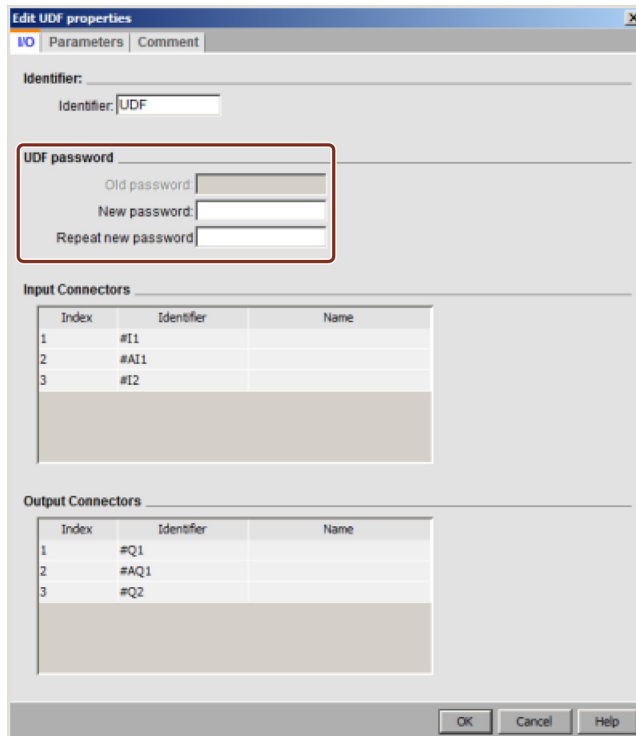 Edit UDF properties X
I/O Parameters Comment
Identifier:
Identifier: UDF
UDF password
Old password:
New password:
Repeat new password
Input Connectors
Index Identifier Name
1 #I1
2 #AI1
3 #I2
Output Connectors
Index Identifier Name
1 #Q1
2 #AQ1
3 #Q2
OK Cancel Help